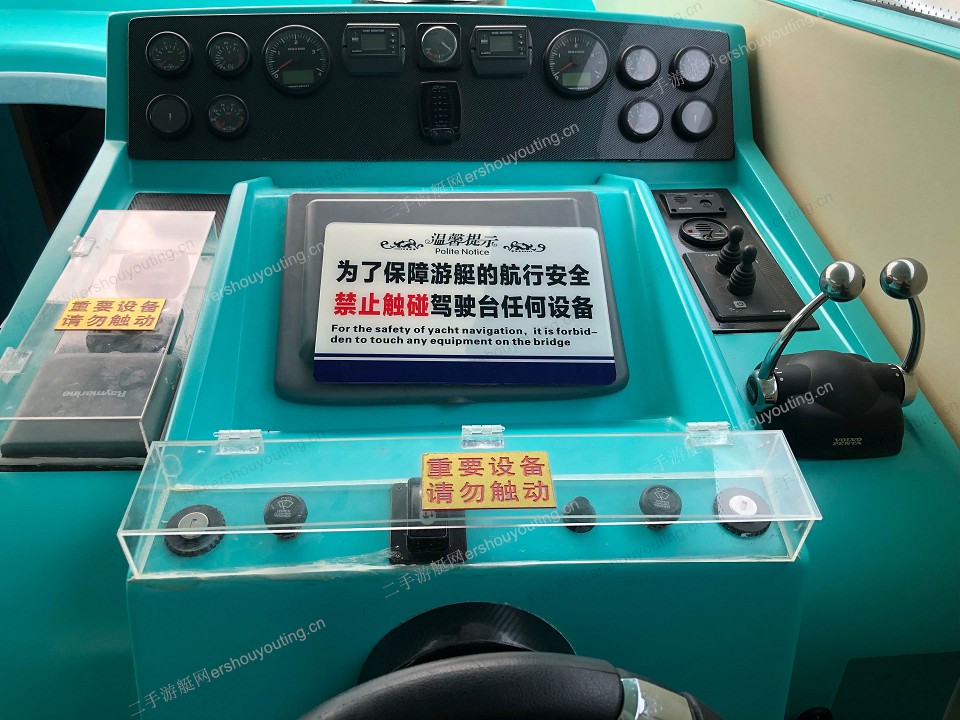 温馨提示
Polite Notice
为了保障游艇的航行安全
禁止触碰驾驶台任何设备
For the safety of yacht navigation, it is forbid-
den to touch any equipment on the bridge
重要设备
请勿触动
Raymarine
重要设备
请勿触动
VOLVO
PENTA
二手游艇网ershouyouting.cn